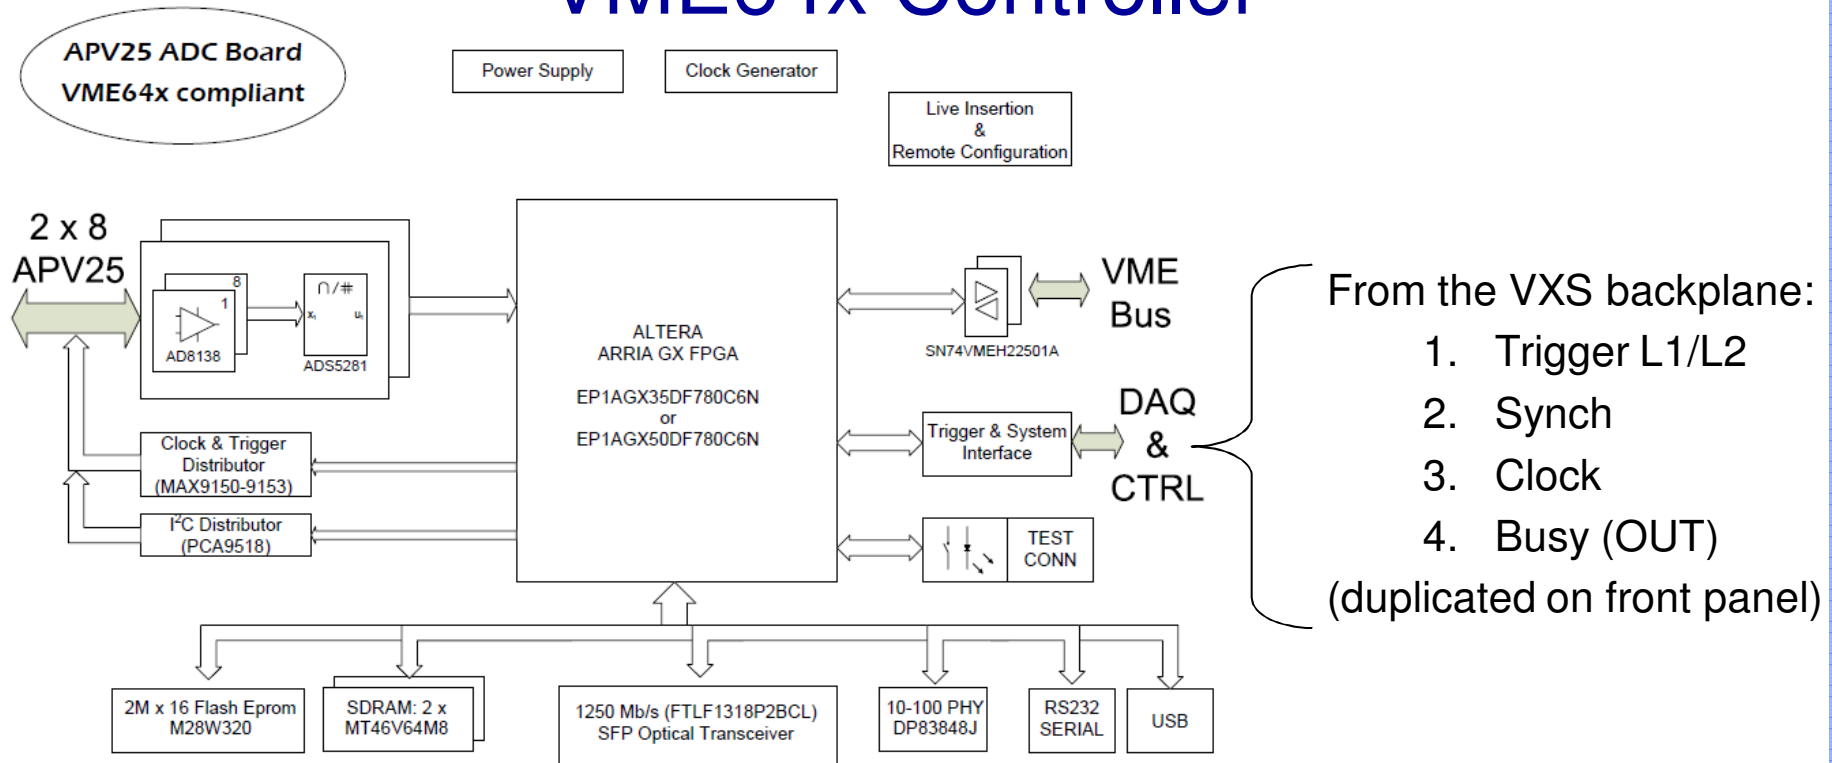 VME64x Controller
APV25 ADC Board
VME64x compliant
Power Supply
Clock Generator
Live Insertion
&
Remote Configuration
2 x 8
APV25
8
1
AD8138
∩/#
x₁
u₁
ADS5281
ALTERA
ARRIA GX FPGA
EP1AGX35DF780C6N
or
EP1AGX50DF780C6N
SN74VMEH22501A
VME
Bus
Clock & Trigger
Distributor
(MAX9150-9153)
I²C Distributor
(PCA9518)
Trigger & System
Interface
DAQ
&
CTRL
TEST
CONN
From the VXS backplane:
1. Trigger L1/L2
2. Synch
3. Clock
4. Busy (OUT)
(duplicated on front panel)
2M x 16 Flash Eprom
M28W320
SDRAM: 2 x
MT46V64M8
1250 Mb/s (FTLF1318P2BCL)
SFP Optical Transceiver
10-100 PHY
DP83848J
RS232
SERIAL
USB